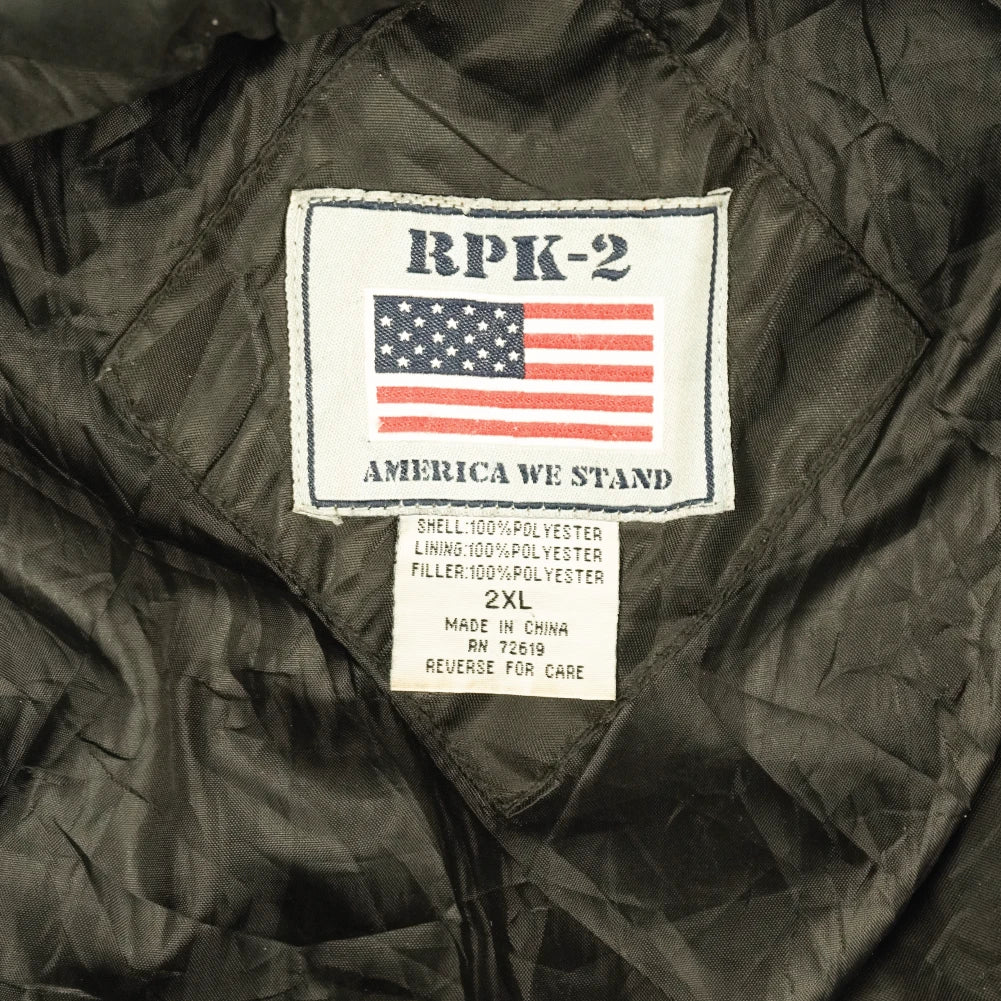 RPK-2
AMERICA WE STAND
SHELL:100%POLYESTER
LINING:100%POLYESTER
FILLER:100%POLYESTER
2XL
MADE IN CHINA
RN 72619
REVERSE FOR CARE